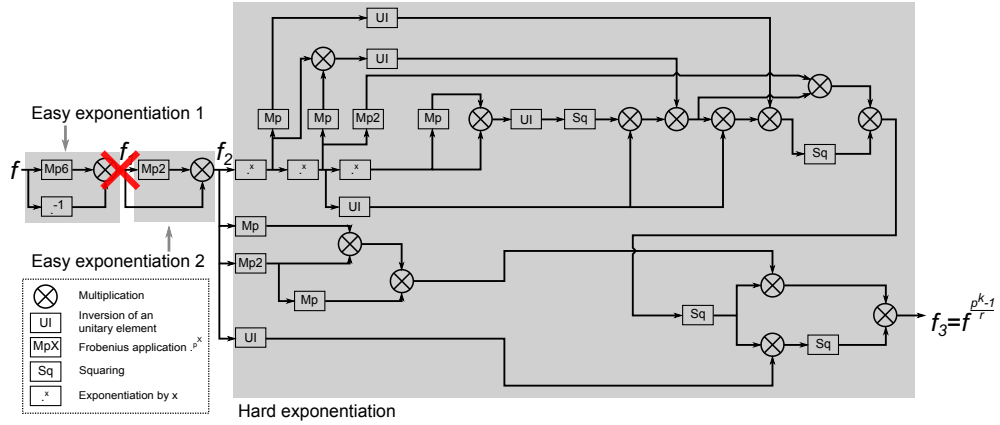 UI
UI
Mp
Mp
Mp2
Mp
UI
Sq
Sq
Easy exponentiation 1
f
Mp6
.-1
f
Mp2
f2
.x
.x
.x
UI
Mp
Mp2
Mp
Easy exponentiation 2
Multiplication
UI Inversion of an
unitary element
MpX Frobenius application .p^X
Sq Squaring
.x Exponentiation by x
UI
Sq
Sq
f3=f^(p^k-1)/r
Hard exponentiation